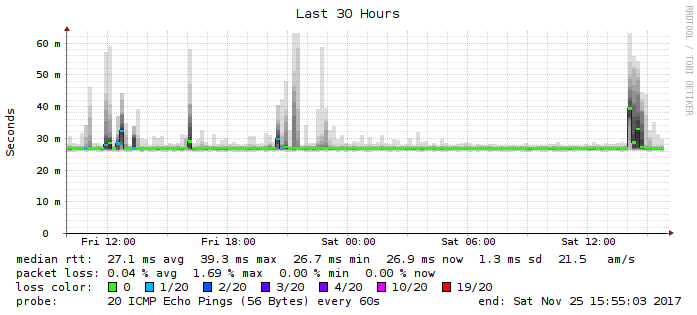 Last 30 Hours
RRDTOOL / TOBI OETIKER
Seconds
60 m
50 m
40 m
30 m
20 m
10 m
0
Fri 12:00 Fri 18:00 Sat 00:00 Sat 06:00 Sat 12:00
median rtt: 27.1 ms avg 39.3 ms max 26.7 ms min 26.9 ms now 1.3 ms sd 21.5 am/s
packet loss: 0.04 % avg 1.69 % max 0.00 % min 0.00 % now
loss color: 0 1/20 2/20 3/20 4/20 10/20 19/20
probe: 20 ICMP Echo Pings (56 Bytes) every 60s end: Sat Nov 25 15:55:03 2017